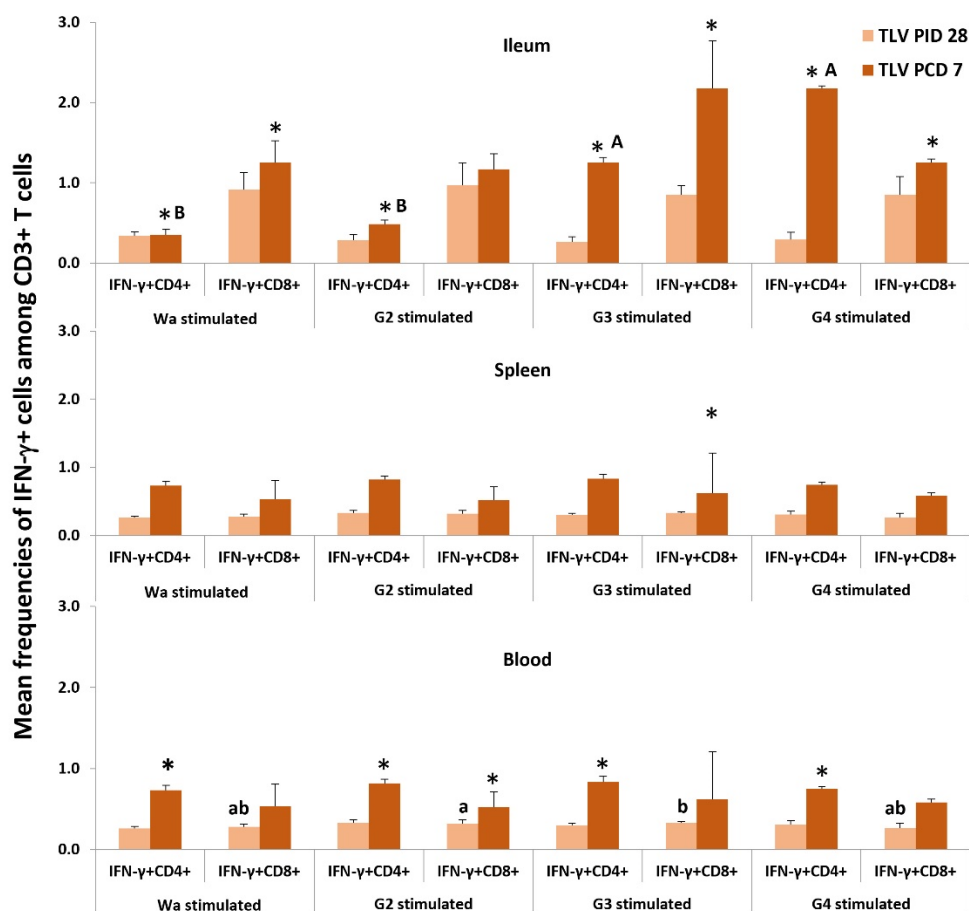 Mean frequencies of IFN-γ+ cells among CD3+ T cells
TLV PID 28
TLV PCD 7
Ileum
3.0
2.0
1.0
0.0
* B
*
* B
* A
*
* A
*
IFN-γ+CD4+ IFN-γ+CD8+ IFN-γ+CD4+ IFN-γ+CD8+ IFN-γ+CD4+ IFN-γ+CD8+ IFN-γ+CD4+ IFN-γ+CD8+
Wa stimulated G2 stimulated G3 stimulated G4 stimulated
Spleen
3.0
2.0
1.0
0.0
*
IFN-γ+CD4+ IFN-γ+CD8+ IFN-γ+CD4+ IFN-γ+CD8+ IFN-γ+CD4+ IFN-γ+CD8+ IFN-γ+CD4+ IFN-γ+CD8+
Wa stimulated G2 stimulated G3 stimulated G4 stimulated
Blood
3.0
2.0
1.0
0.0
*
ab
*
a
*
*
b
*
ab
IFN-γ+CD4+ IFN-γ+CD8+ IFN-γ+CD4+ IFN-γ+CD8+ IFN-γ+CD4+ IFN-γ+CD8+ IFN-γ+CD4+ IFN-γ+CD8+
Wa stimulated G2 stimulated G3 stimulated G4 stimulated